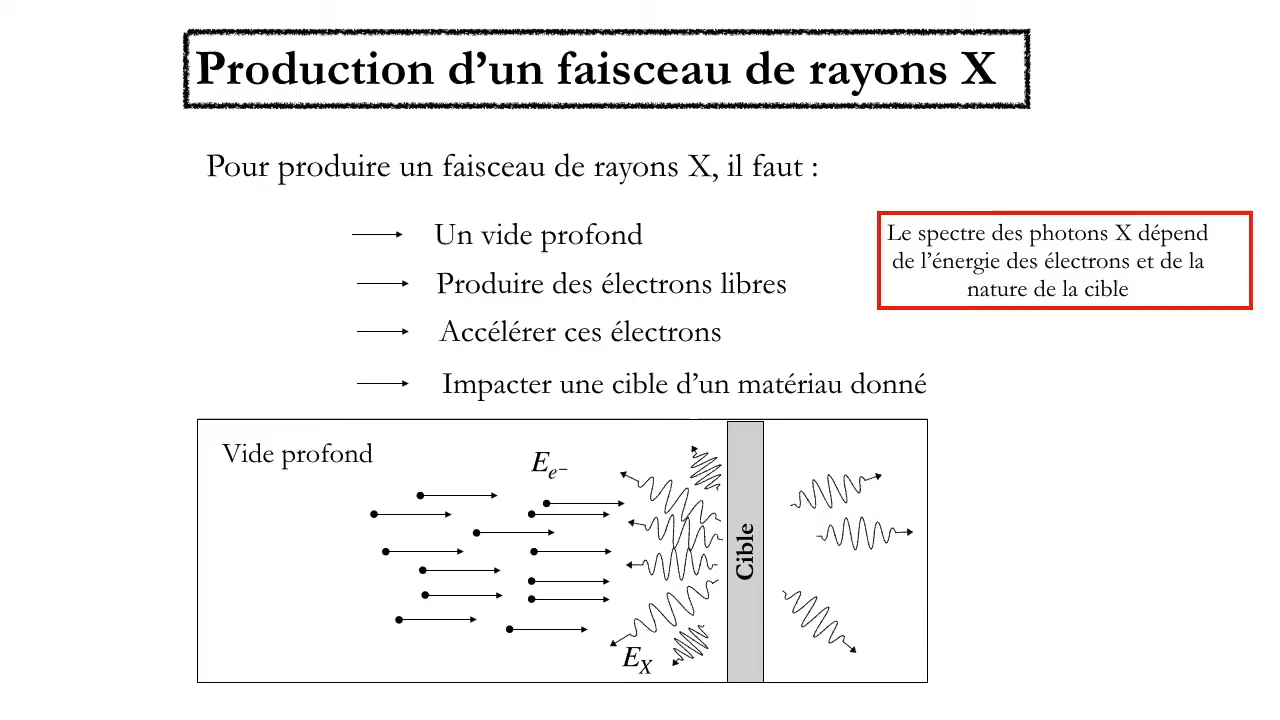 Production d’un faisceau de rayons X
Pour produire un faisceau de rayons X, il faut :
Un vide profond
Produire des électrons libres
Accélérer ces électrons
Impacter une cible d’un matériau donné
Le spectre des photons X dépend
de l’énergie des électrons et de la
nature de la cible
Vide profond
E_{e^-}
Cible
E_X